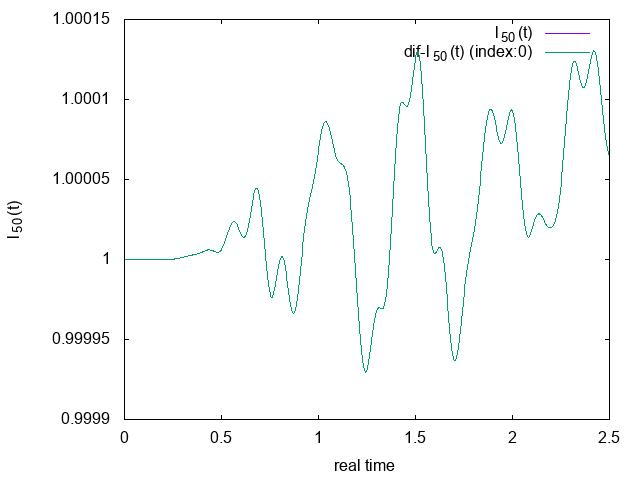 1.00015
I50(t)
dif-I50(t) (index:0)
1.0001
1.00005
I50(t)
1
0.99995
0.9999
0 0.5 1 1.5 2 2.5
real time